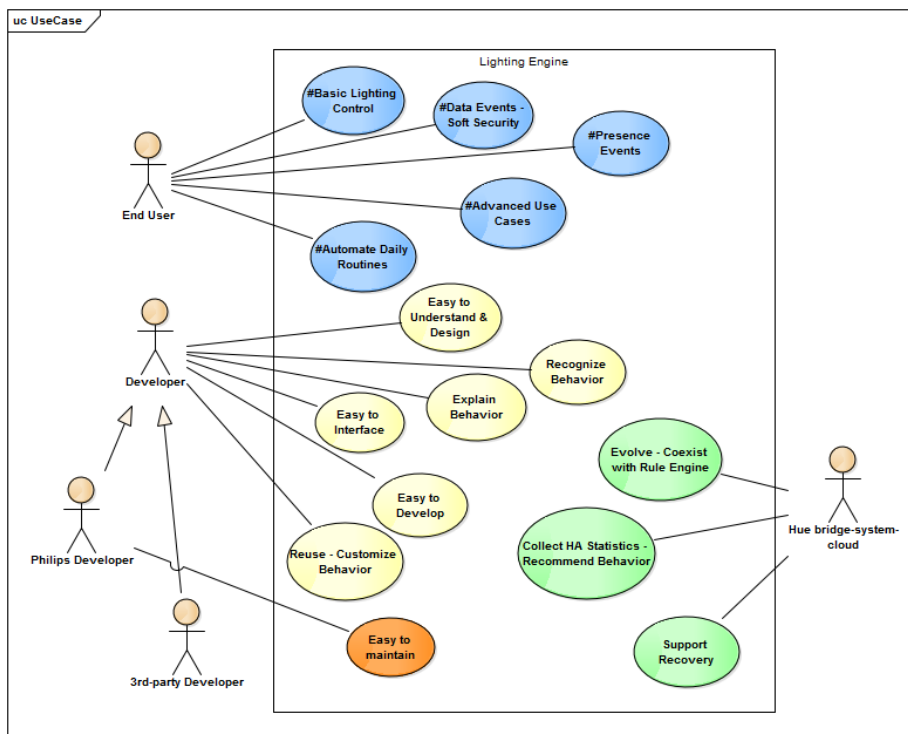 uc UseCase
Lighting Engine
#Basic Lighting
Control
#Data Events -
Soft Security
#Presence
Events
End User
#Advanced Use
Cases
#Automate Daily
Routines
Easy to
Understand &
Design
Developer
Recognize
Behavior
Explain
Behavior
Easy to
Interface
Evolve - Coexist
with Rule Engine
Easy to
Develop
Hue bridge-system-
cloud
Philips Developer
Reuse - Customize
Behavior
Collect HA Statistics -
Recommend Behavior
Easy to
maintain
Support
Recovery
3rd-party Developer